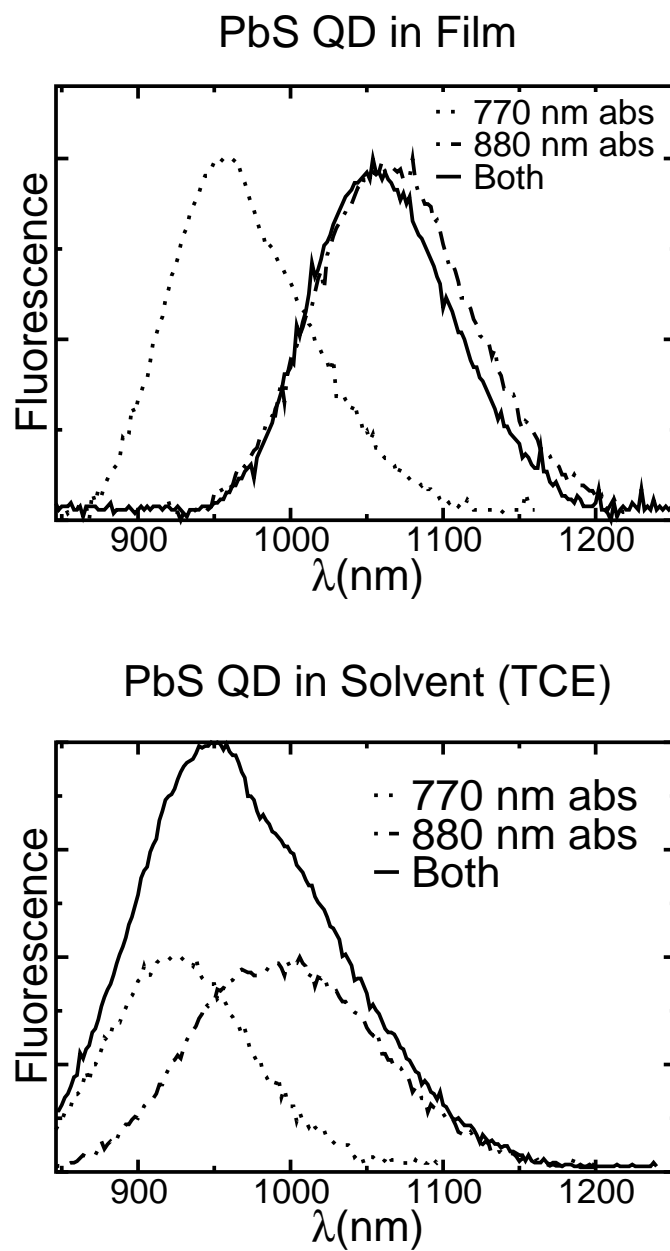 PbS QD in Film
770 nm abs
880 nm abs
Both
Fluorescence
900 1000 1100 1200
λ(nm)
PbS QD in Solvent (TCE)
770 nm abs
880 nm abs
Both
Fluorescence
900 1000 1100 1200
λ(nm)